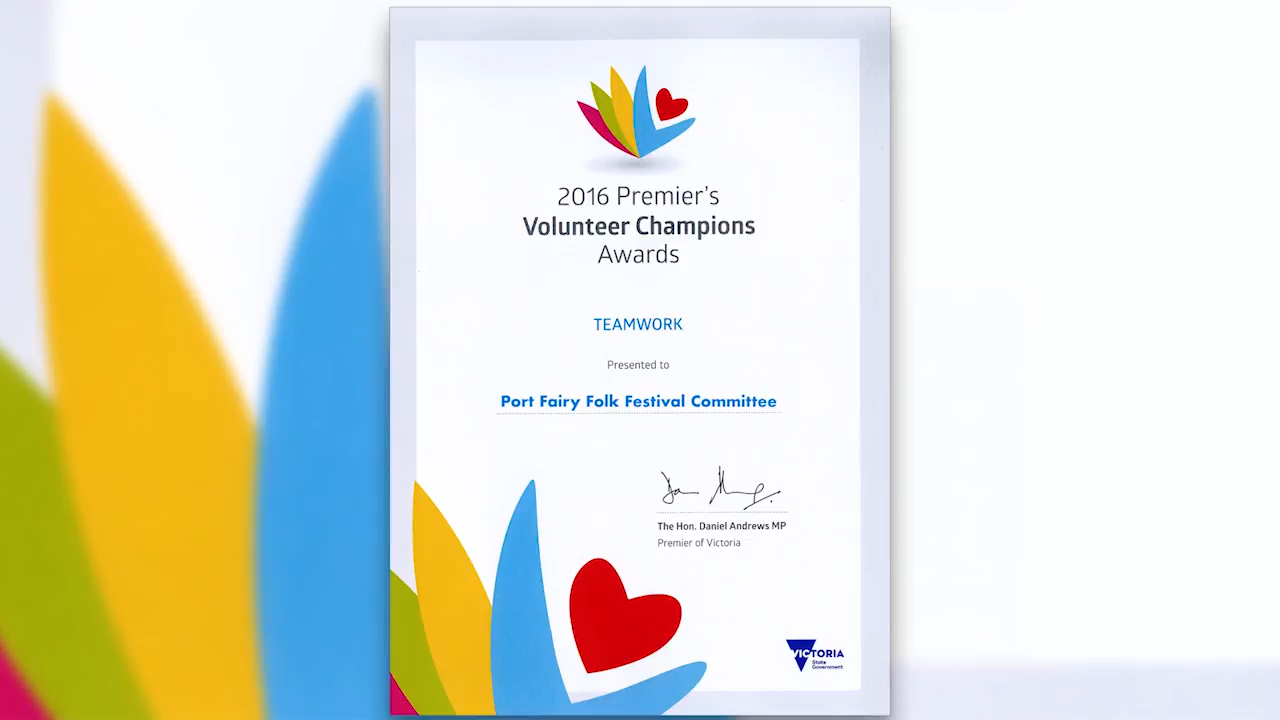 2016 Premier's
Volunteer Champions
Awards
TEAMWORK
Presented to
Port Fairy Folk Festival Committee
The Hon. Daniel Andrews MP
Premier of Victoria
VICTORIA
State
Government